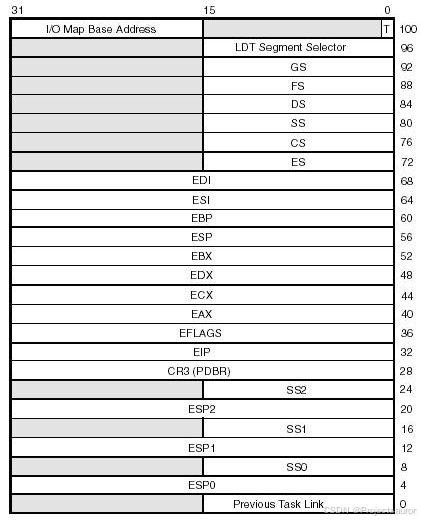 31 15 0
I/O Map Base Address T 100
LDT Segment Selector 96
GS 92
FS 88
DS 84
SS 80
CS 76
ES 72
EDI 68
ESI 64
EBP 60
ESP 56
EBX 52
EDX 48
ECX 44
EAX 40
EFLAGS 36
EIP 32
CR3 (PDBR) 28
SS2 24
ESP2 20
SS1 16
ESP1 12
SS0 8
ESP0 4
Previous Task Link 0